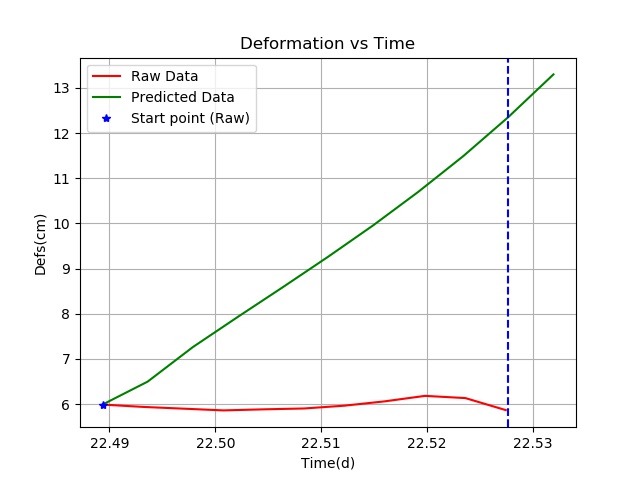 Deformation vs Time
Raw Data
Predicted Data
Start point (Raw)
13
12
11
10
9
8
7
6
Defs(cm)
22.49 22.50 22.51 22.52 22.53
Time(d)